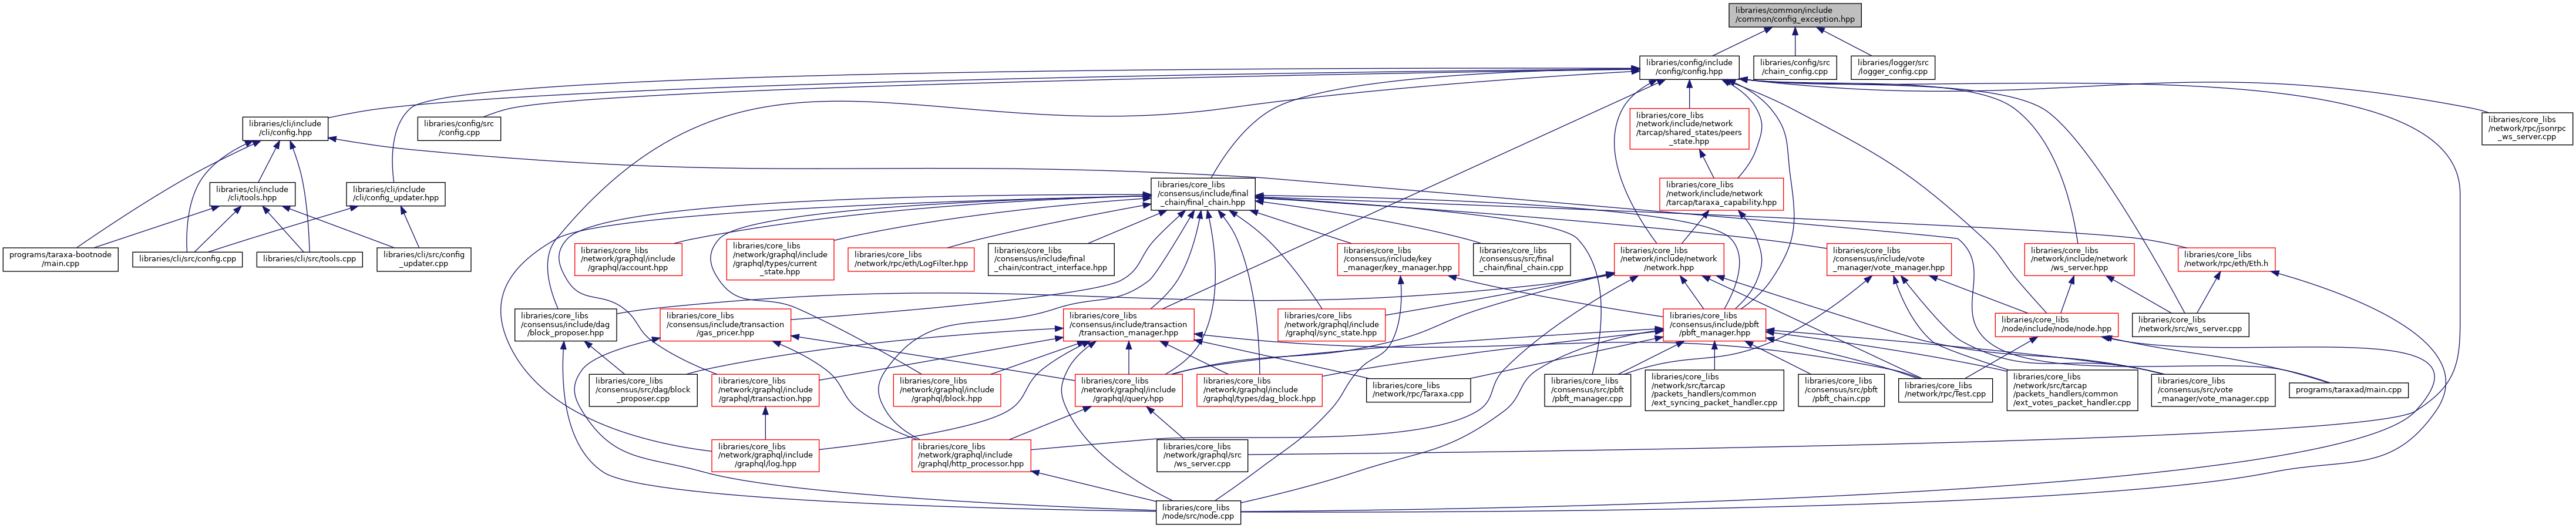 libraries/common/include
/common/config_exception.hpp
libraries/config/include
/config/config.hpp
libraries/config/src
/chain_config.cpp
libraries/logger/src
/logger_config.cpp
libraries/cli/include
/cli/config.hpp
libraries/config/src
/config.cpp
libraries/core_libs
/network/include/network
/tarcap/shared_states/peers
_state.hpp
libraries/core_libs
/network/rpc/jsonrpc
_ws_server.cpp
libraries/cli/include
/cli/tools.hpp
libraries/cli/include
/cli/config_updater.hpp
libraries/core_libs
/consensus/include/final
_chain/final_chain.hpp
libraries/core_libs
/network/include/network
/tarcap/taraxa_capability.hpp
programs/taraxa-bootnode
/main.cpp
libraries/cli/src/config.cpp
libraries/cli/src/tools.cpp
libraries/cli/src/config
_updater.cpp
libraries/core_libs
/network/graphql/include
/graphql/account.hpp
libraries/core_libs
/network/graphql/include
/graphql/types/current
_state.hpp
libraries/core_libs
/network/rpc/eth/LogFilter.hpp
libraries/core_libs
/consensus/include/final
_chain/contract_interface.hpp
libraries/core_libs
/consensus/include/key
_manager/key_manager.hpp
libraries/core_libs
/consensus/src/final
_chain/final_chain.cpp
libraries/core_libs
/network/include/network
/network.hpp
libraries/core_libs
/consensus/include/vote
_manager/vote_manager.hpp
libraries/core_libs
/network/include/network
/ws_server.hpp
libraries/core_libs
/network/rpc/eth/Eth.h
libraries/core_libs
/consensus/include/dag
/block_proposer.hpp
libraries/core_libs
/consensus/include/transaction
/gas_pricer.hpp
libraries/core_libs
/consensus/include/transaction
/transaction_manager.hpp
libraries/core_libs
/network/graphql/include
/graphql/sync_state.hpp
libraries/core_libs
/consensus/include/pbft
/pbft_manager.hpp
libraries/core_libs
/node/include/node/node.hpp
libraries/core_libs
/network/src/ws_server.cpp
libraries/core_libs
/consensus/src/dag/block
_proposer.cpp
libraries/core_libs
/network/graphql/include
/graphql/transaction.hpp
libraries/core_libs
/network/graphql/include
/graphql/block.hpp
libraries/core_libs
/network/graphql/include
/graphql/query.hpp
libraries/core_libs
/network/graphql/include
/graphql/types/dag_block.hpp
libraries/core_libs
/network/rpc/Taraxa.cpp
libraries/core_libs
/consensus/src/pbft
/pbft_manager.cpp
libraries/core_libs
/network/src/tarcap
/packets_handlers/common
/ext_syncing_packet_handler.cpp
libraries/core_libs
/consensus/src/pbft
/pbft_chain.cpp
libraries/core_libs
/network/rpc/Test.cpp
libraries/core_libs
/network/src/tarcap
/packets_handlers/common
/ext_votes_packet_handler.cpp
libraries/core_libs
/consensus/src/vote
_manager/vote_manager.cpp
programs/taraxad/main.cpp
libraries/core_libs
/network/graphql/include
/graphql/log.hpp
libraries/core_libs
/network/graphql/include
/graphql/http_processor.hpp
libraries/core_libs
/network/graphql/src
/ws_server.cpp
libraries/core_libs
/node/src/node.cpp